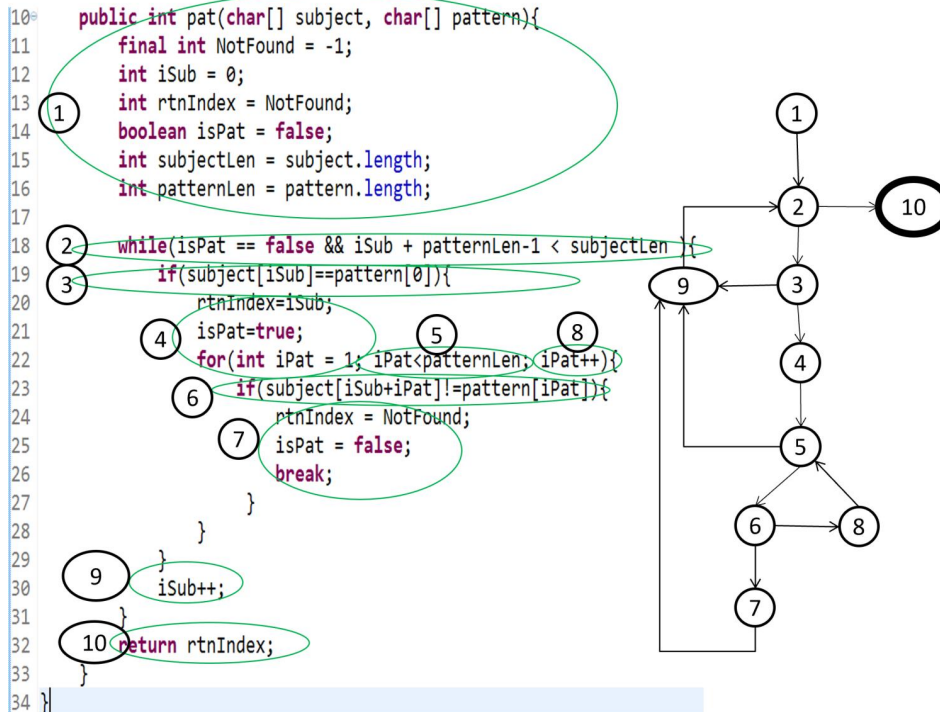 10 public int pat(char[] subject, char[] pattern){
11 final int NotFound = -1;
12 int iSub = 0;
13 int rtnIndex = NotFound;
1
14 boolean isPat = false;
15 int subjectLen = subject.length;
16 int patternLen = pattern.length;
17
18 2 while(isPat == false && iSub + patternLen-1 < subjectLen ){
19 3 if(subject[iSub]==pattern[0]){
20 rtnIndex=iSub;
21 4 isPat=true; 5 8
22 for(int iPat = 1; iPat<patternLen; iPat++){
23 6 if(subject[iSub+iPat]!=pattern[iPat]){
24 rtnIndex = NotFound;
25 7 isPat = false;
26 break;
27 }
28 }
29 }
9
30 iSub++;
31 }
32 10 return rtnIndex;
33 }
34 }
1
2 10
9 3
4
5
6 8
7